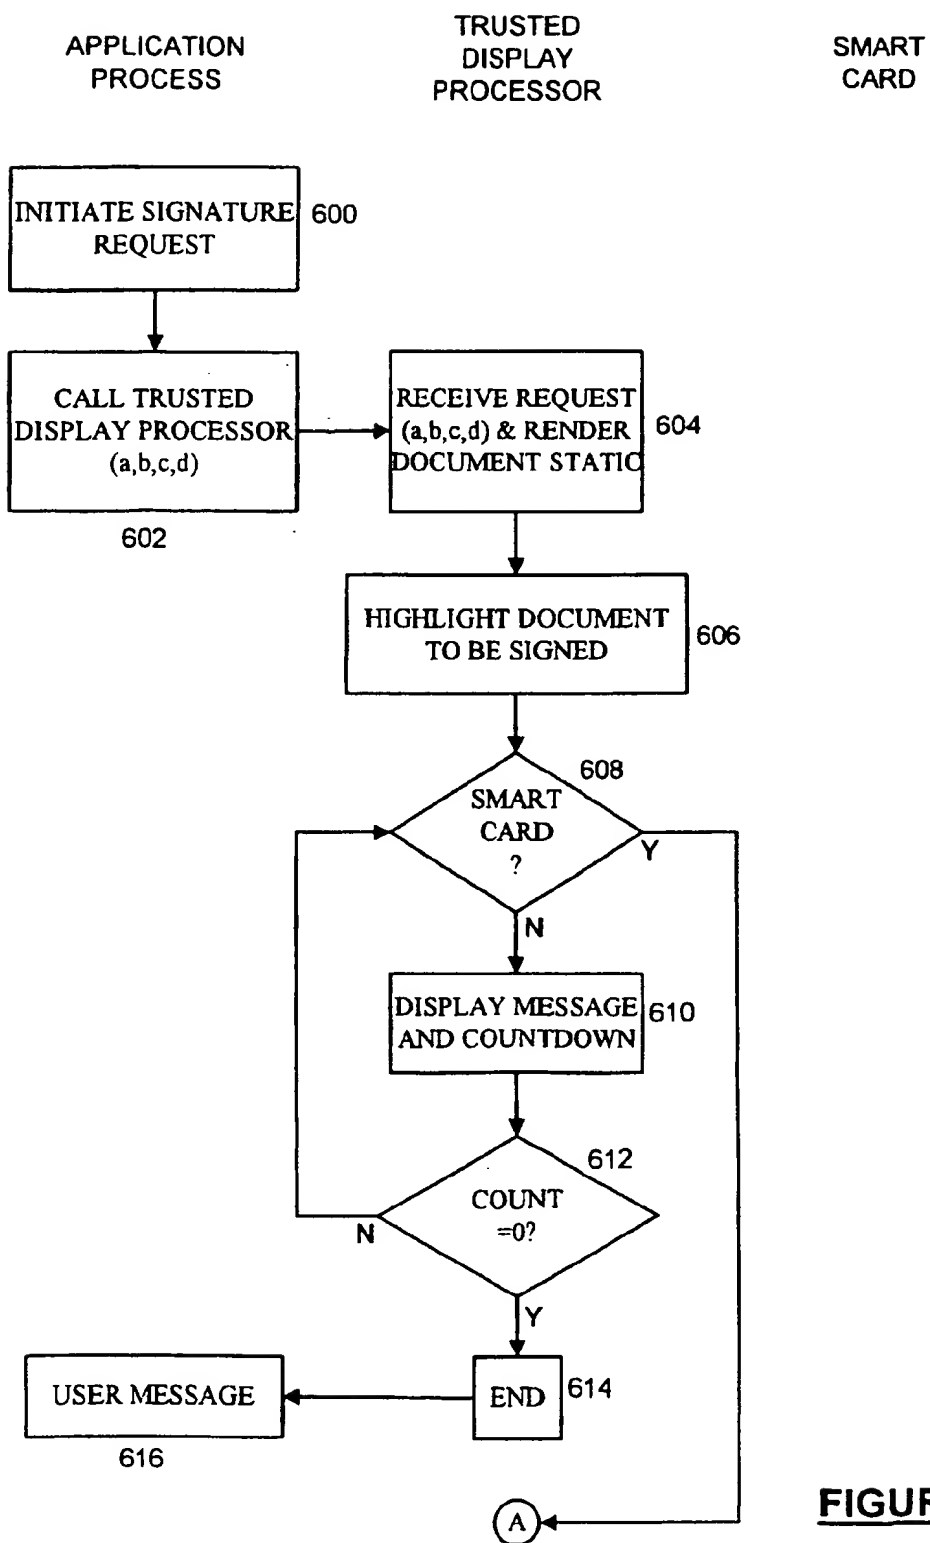 APPLICATION
PROCESS
TRUSTED
DISPLAY
PROCESSOR
SMART
CARD
INITIATE SIGNATURE
REQUEST
600
CALL TRUSTED
DISPLAY PROCESSOR
(a,b,c,d)
602
RECEIVE REQUEST
(a,b,c,d) & RENDER
DOCUMENT STATIC
604
HIGHLIGHT DOCUMENT
TO BE SIGNED
606
608
SMART
CARD
?
Y
N
DISPLAY MESSAGE
AND COUNTDOWN
610
612
COUNT
=0?
N
Y
USER MESSAGE
616
END
614
A
FIGUR